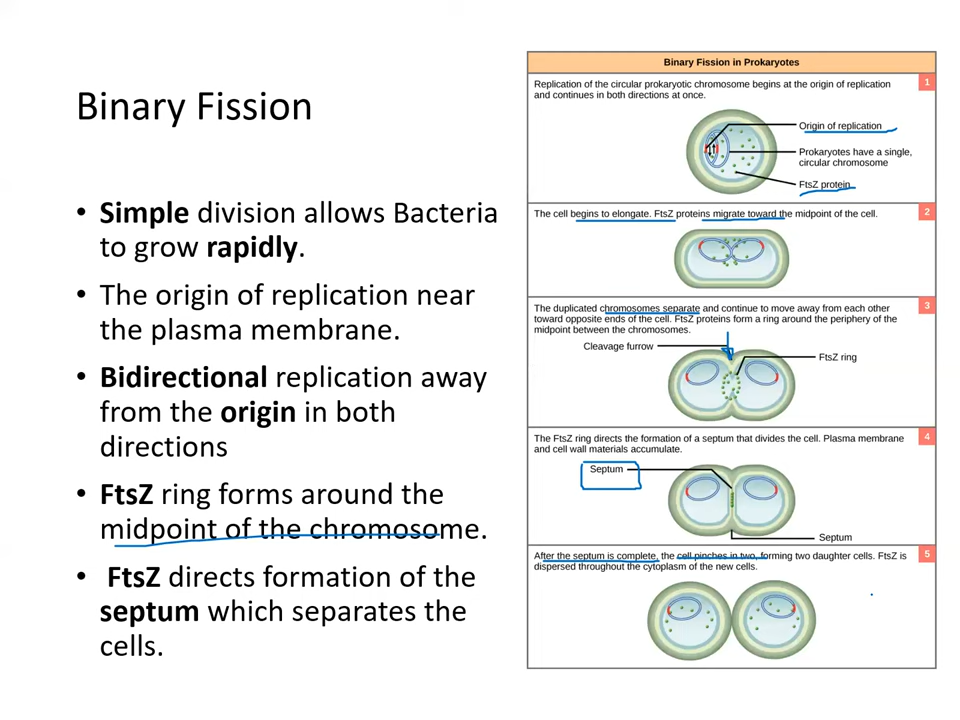 Binary Fission
• Simple division allows Bacteria
to grow rapidly.
• The origin of replication near
the plasma membrane.
• Bidirectional replication away
from the origin in both
directions
• FtsZ ring forms around the
midpoint of the chromosome.
• FtsZ directs formation of the
septum which separates the
cells.
Binary Fission in Prokaryotes
1
Replication of the circular prokaryotic chromosome begins at the origin of replication
and continues in both directions at once.
Origin of replication
Prokaryotes have a single,
circular chromosome
FtsZ protein
2
The cell begins to elongate. FtsZ proteins migrate toward the midpoint of the cell.
3
The duplicated chromosomes separate and continue to move away from each other
toward opposite ends of the cell. FtsZ proteins form a ring around the periphery of the
midpoint between the chromosomes.
Cleavage furrow
FtsZ ring
4
The FtsZ ring directs the formation of a septum that divides the cell. Plasma membrane
and cell wall materials accumulate.
Septum
Septum
5
After the septum is complete, the cell pinches in two, forming two daughter cells. FtsZ is
dispersed throughout the cytoplasm of the new cells.